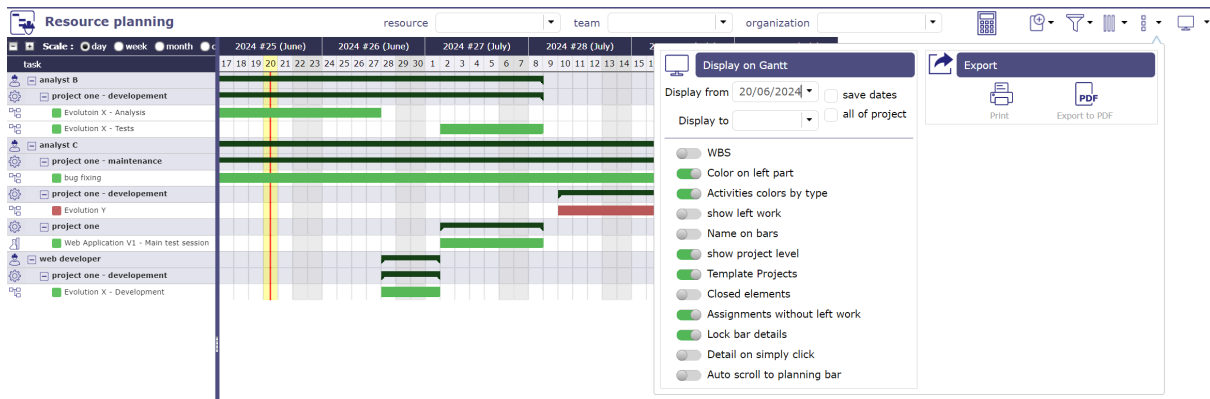 Resource planning resource team organization
Scale : day week month
2024 #25 (June) 2024 #26 (June) 2024 #27 (July) 2024 #28 (July)
task
17 18 19 20 21 22 23 24 25 26 27 28 29 30 1 2 3 4 5 6 7 8 9 10 11 12 13 14 15
analyst B
project one - developement
Evolutoin X - Analysis
Evolution X - Tests
analyst C
project one - maintenance
bug fixing
project one - developement
Evolution Y
project one
Web Application V1 - Main test session
web developer
project one - developement
Evolution X - Development
Display on Gantt
Display from 20/06/2024 save dates
Display to all of project
WBS
Color on left part
Activities colors by type
show left work
Name on bars
show project level
Template Projects
Closed elements
Assignments without left work
Lock bar details
Detail on simply click
Auto scroll to planning bar
Export
PDF
Print Export to PDF